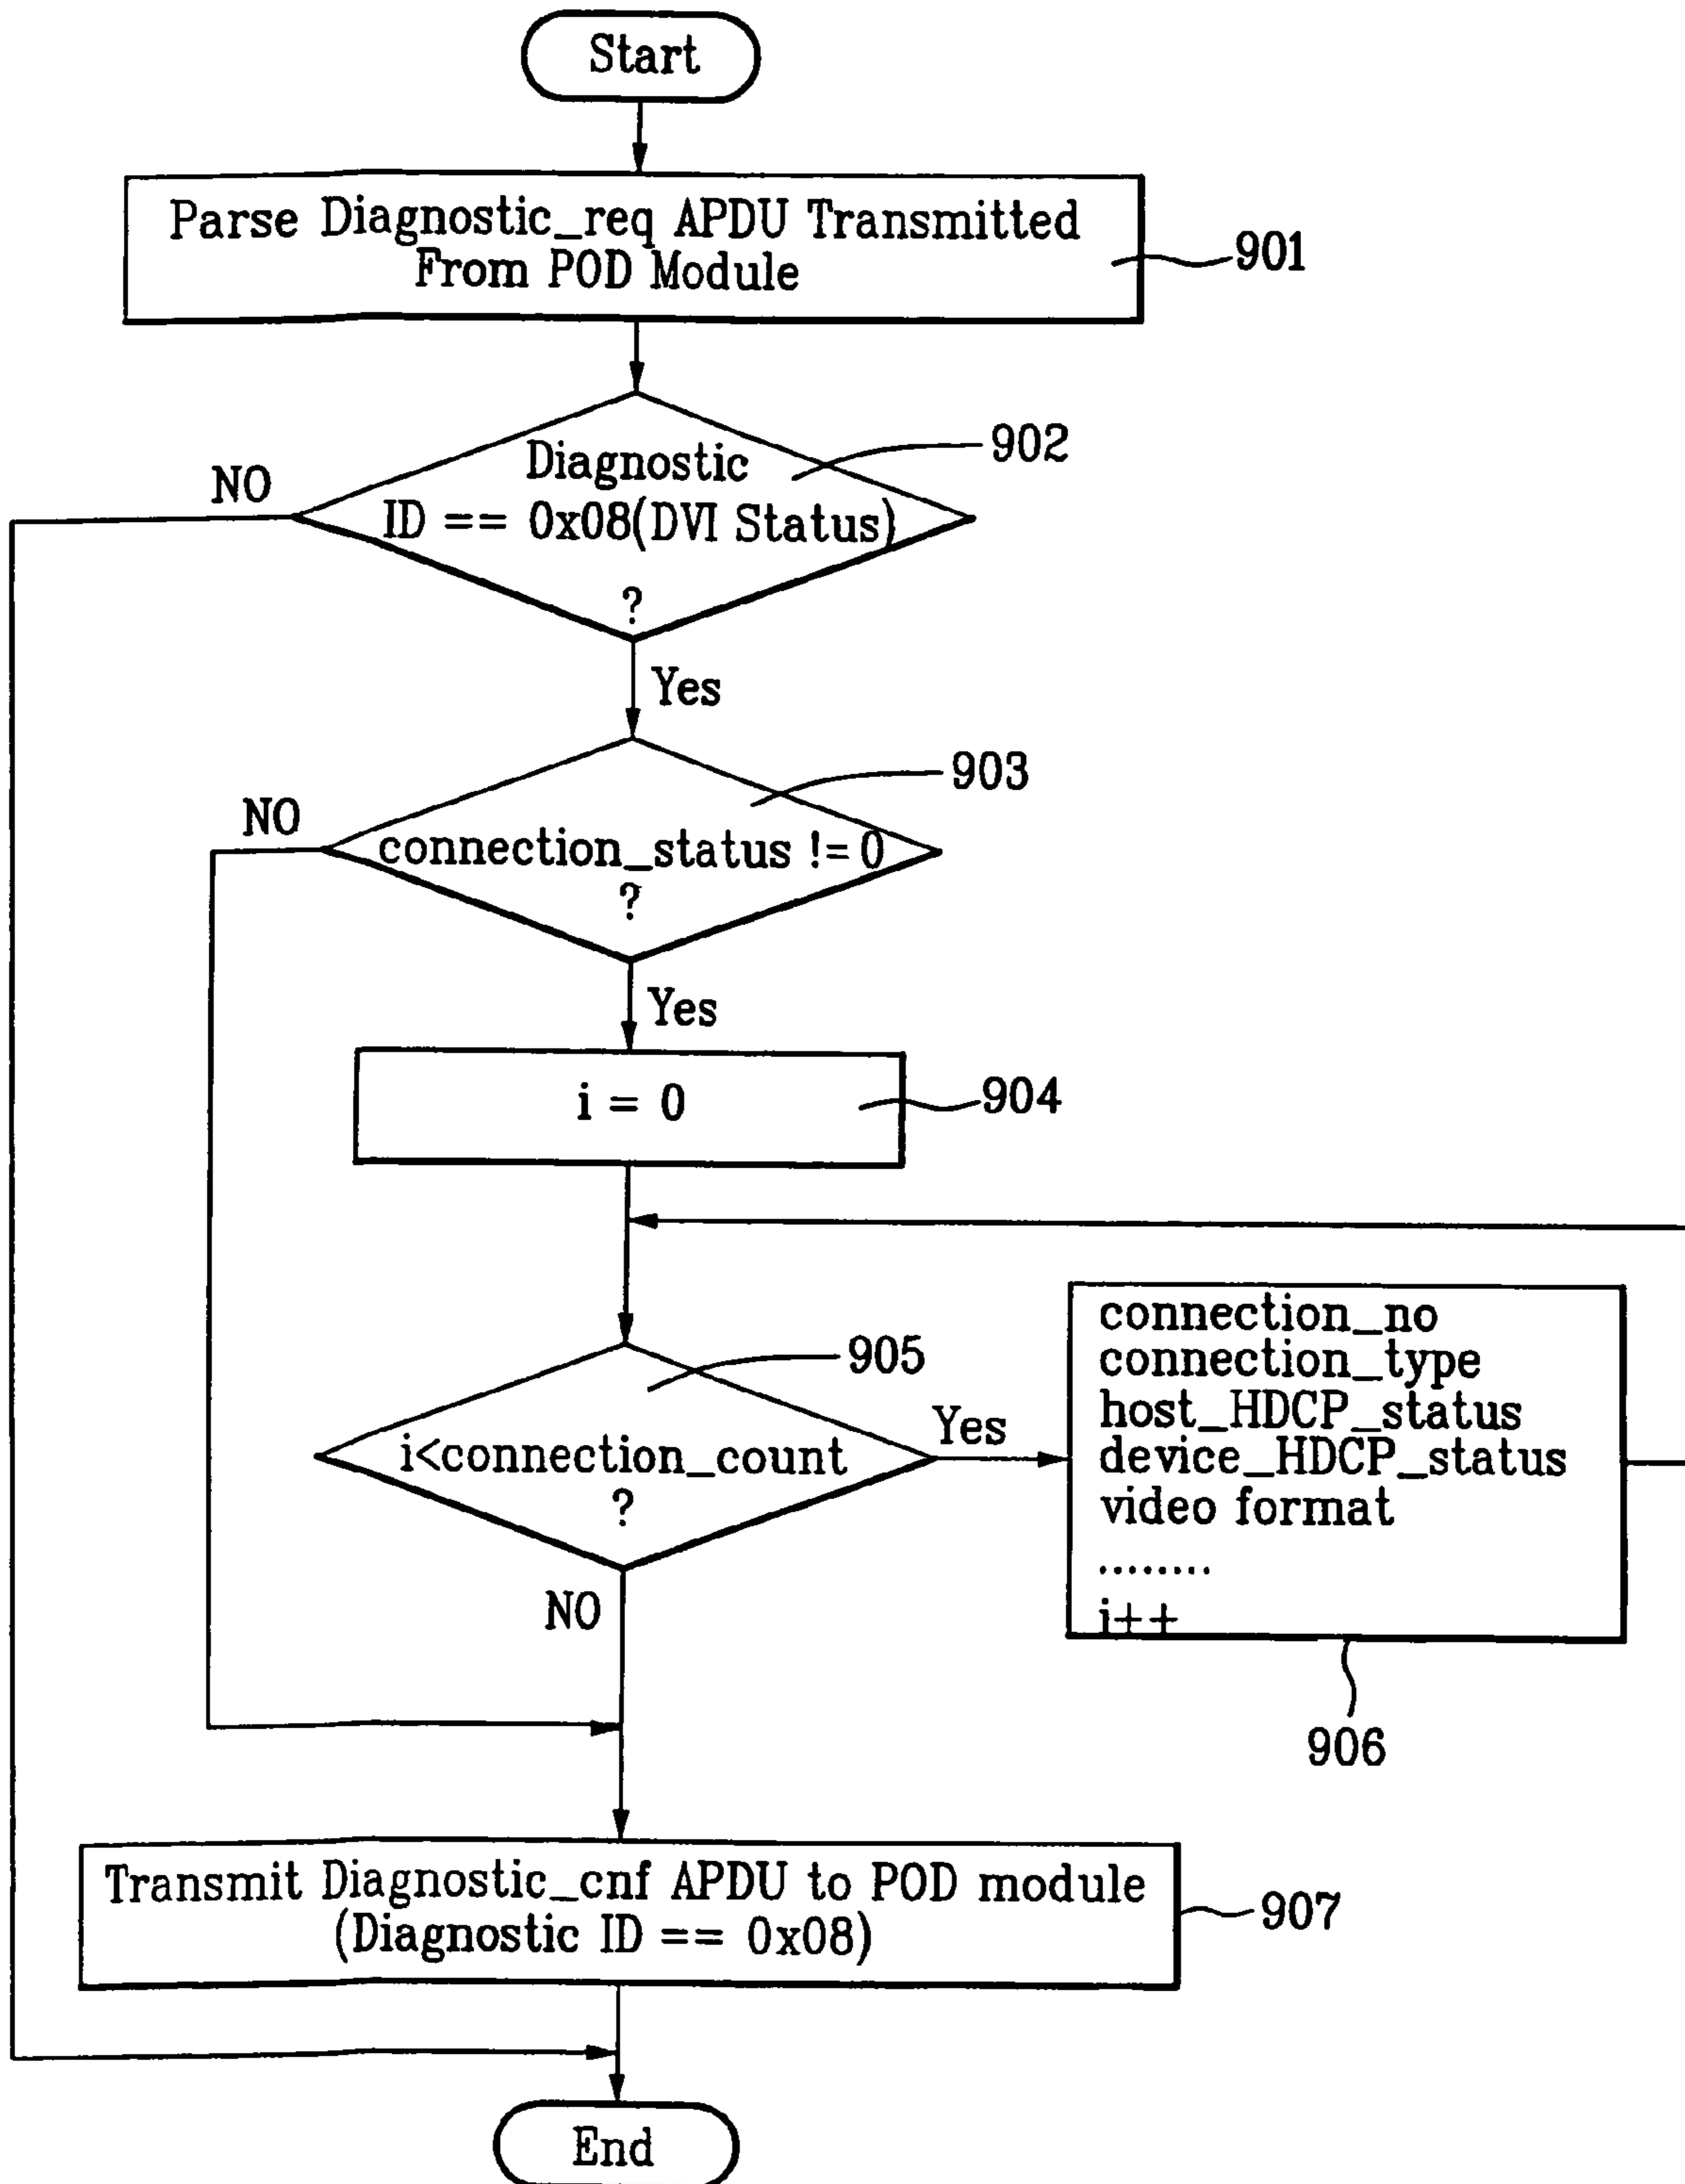 Start
Parse Diagnostic_req APDU Transmitted
From POD Module
901
902
Diagnostic
NO
ID == 0x08(DVI Status)
?
Yes
903
NO
connection_status != 0
?
Yes
i = 0
904
connection_no
connection_type
host_HDCP_status
device_HDCP_status
video format
........
i++
905
Yes
i<connection_count
?
NO
906
Transmit Diagnostic_cnf APDU to POD module
(Diagnostic ID == 0x08)
907
End